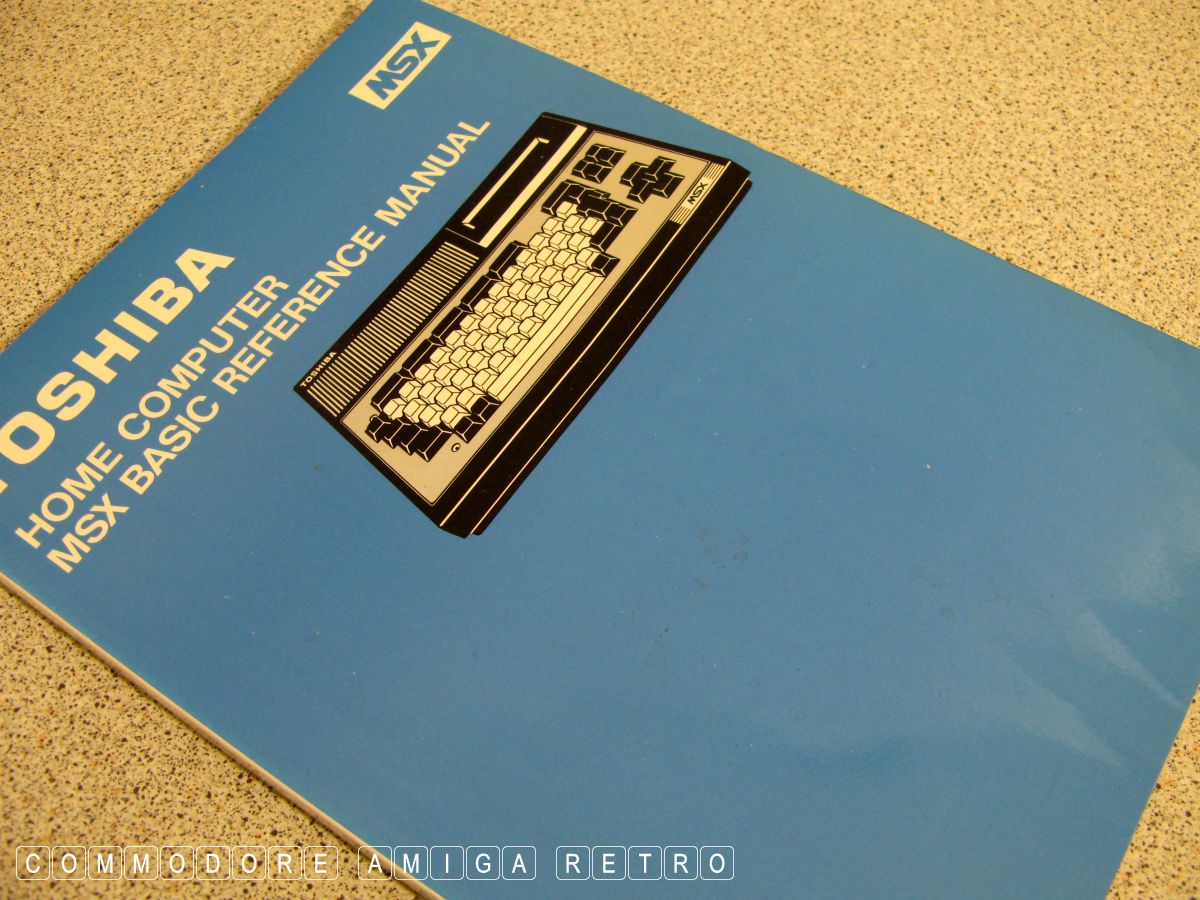 MSX
TOSHIBA
HOME COMPUTER
MSX BASIC REFERENCE MANUAL
TOSHIBA
MSX
COMMODORE AMIGA RETRO